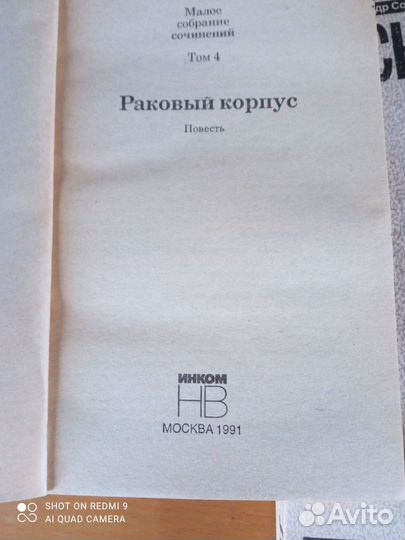 Малое
собрание
сочинений
Том 4
Раковый корпус
Повесть
ИНКОМ
НВ
МОСКВА 1991
SHOT ON REDMI 9
AI QUAD CAMERA
Avito